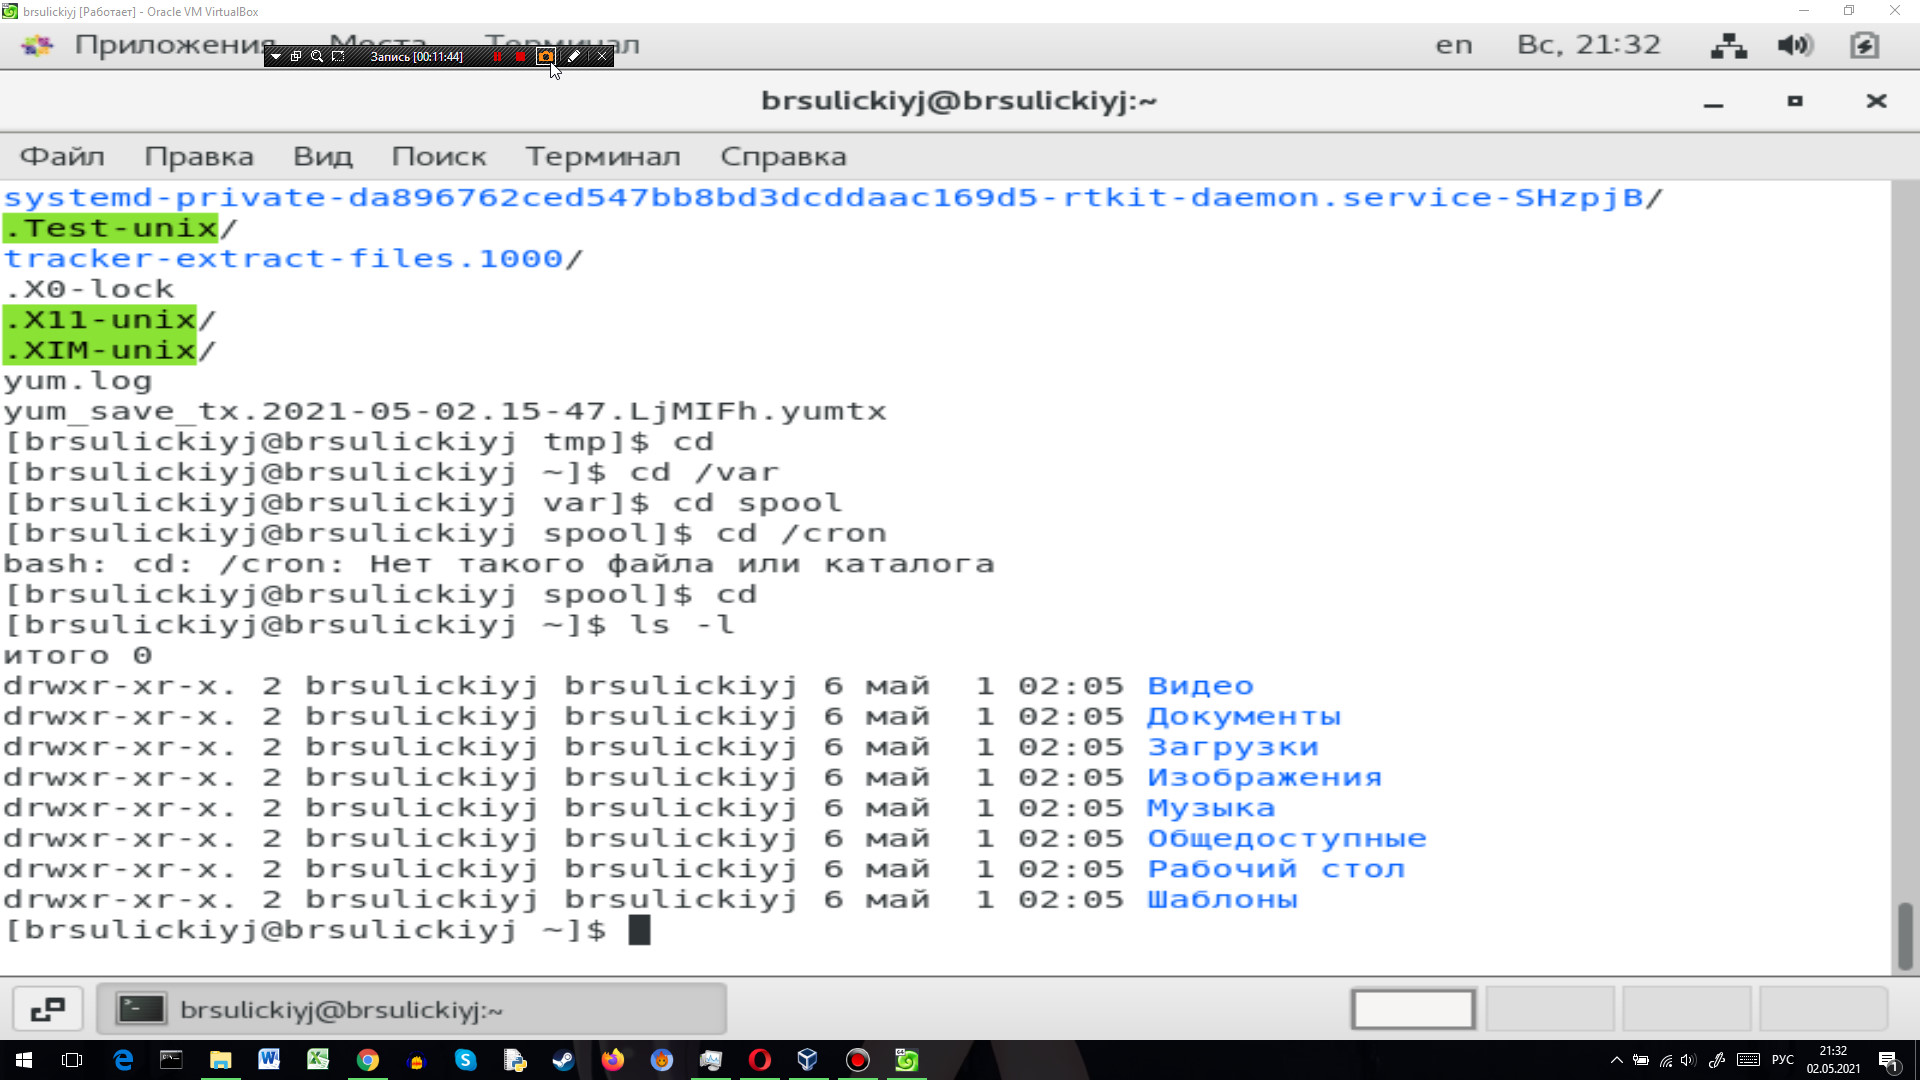 brsulickiyj [Работает] - Oracle VM VirtualBox
Приложения Места Терминал en Вс, 21:32
Запись [00:11:44]
brsulickiyj@brsulickiyj:~
Файл Правка Вид Поиск Терминал Справка
systemd-private-da896762ced547bb8bd3dcddaac169d5-rtkit-daemon.service-SHzpjB/
.Test-unix/
tracker-extract-files.1000/
.X0-lock
.X11-unix/
.XIM-unix/
yum.log
yum_save_tx.2021-05-02.15-47.LjMIFh.yumtx
[brsulickiyj@brsulickiyj tmp]$ cd
[brsulickiyj@brsulickiyj ~]$ cd /var
[brsulickiyj@brsulickiyj var]$ cd spool
[brsulickiyj@brsulickiyj spool]$ cd /cron
bash: cd: /cron: Нет такого файла или каталога
[brsulickiyj@brsulickiyj spool]$ cd
[brsulickiyj@brsulickiyj ~]$ ls -l
итого 0
drwxr-xr-x. 2 brsulickiyj brsulickiyj 6 май  1 02:05 Видео
drwxr-xr-x. 2 brsulickiyj brsulickiyj 6 май  1 02:05 Документы
drwxr-xr-x. 2 brsulickiyj brsulickiyj 6 май  1 02:05 Загрузки
drwxr-xr-x. 2 brsulickiyj brsulickiyj 6 май  1 02:05 Изображения
drwxr-xr-x. 2 brsulickiyj brsulickiyj 6 май  1 02:05 Музыка
drwxr-xr-x. 2 brsulickiyj brsulickiyj 6 май  1 02:05 Общедоступные
drwxr-xr-x. 2 brsulickiyj brsulickiyj 6 май  1 02:05 Рабочий стол
drwxr-xr-x. 2 brsulickiyj brsulickiyj 6 май  1 02:05 Шаблоны
[brsulickiyj@brsulickiyj ~]$
brsulickiyj@brsulickiyj:~
РУС 21:32
02.05.2021
1